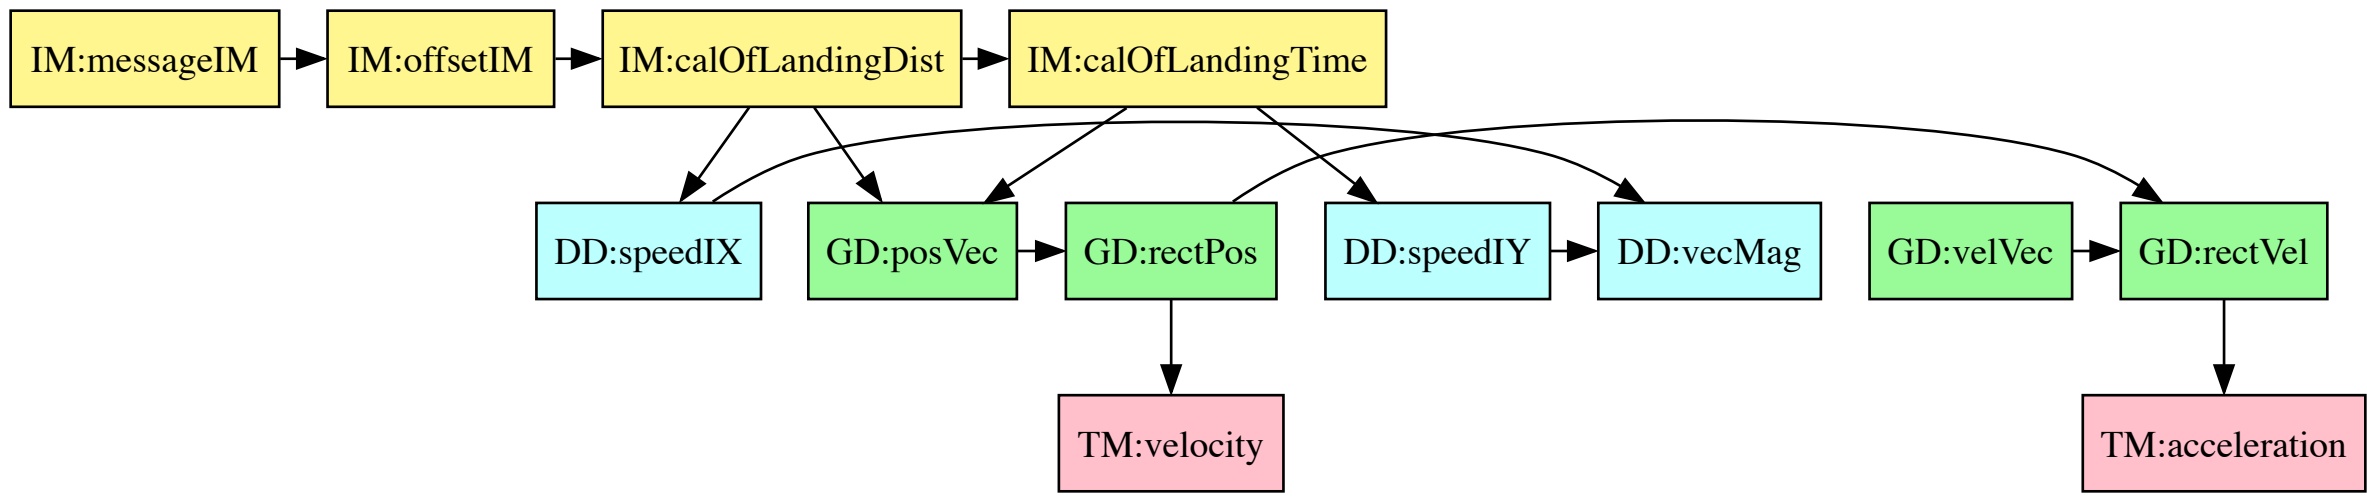 IM:messageIM
IM:offsetIM
IM:calOfLandingDist
IM:calOfLandingTime
DD:speedIX
GD:posVec
GD:rectPos
DD:speedIY
DD:vecMag
GD:velVec
GD:rectVel
TM:velocity
TM:acceleration